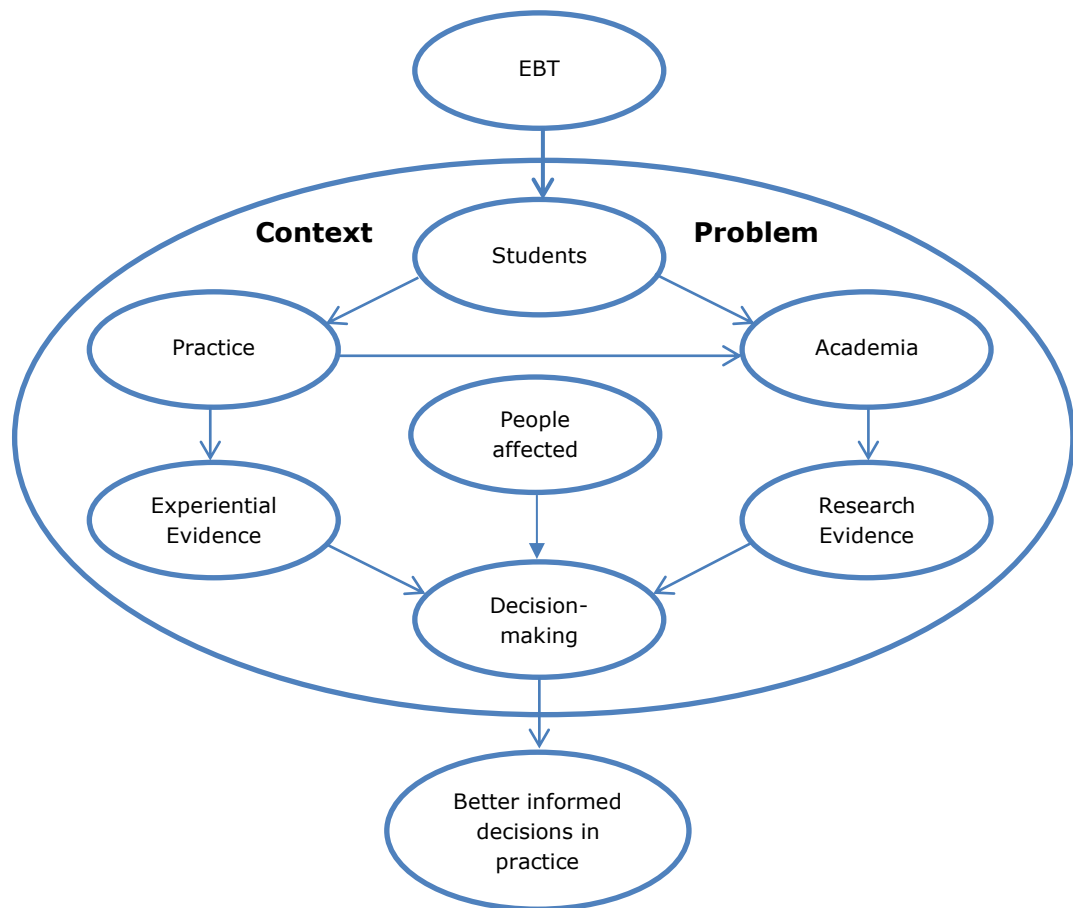 EBT
Context
Problem
Students
Practice
Academia
People
affected
Experiential
Evidence
Research
Evidence
Decision-
making
Better informed
decisions in
practice